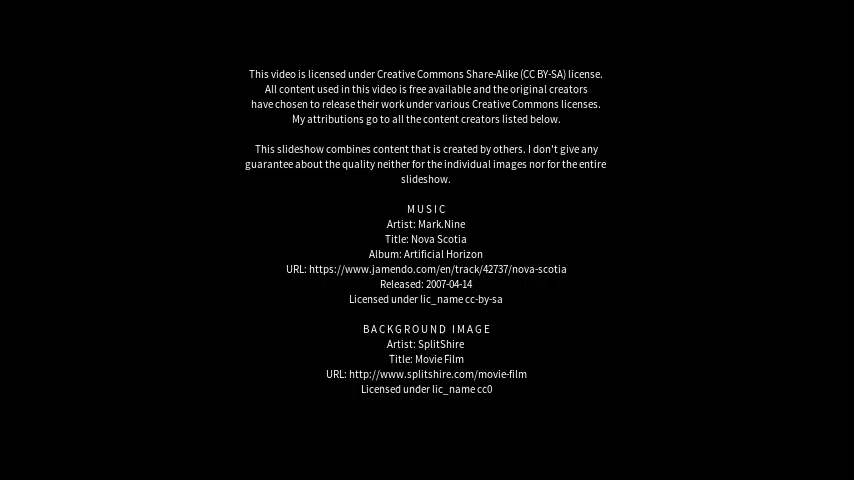 This video is licensed under Creative Commons Share-Alike (CC BY-SA) license.
All content used in this video is free available and the original creators
have chosen to release their work under various Creative Commons licenses.
My attributions go to all the content creators listed below.
This slideshow combines content that is created by others. I don't give any
guarantee about the quality neither for the individual images nor for the entire
slideshow.
MUSIC
Artist: Mark.Nine
Title: Nova Scotia
Album: Artificial Horizon
URL: https://www.jamendo.com/en/track/42737/nova-scotia
Released: 2007-04-14
Licensed under lic_name cc-by-sa
BACKGROUND IMAGE
Artist: SplitShire
Title: Movie Film
URL: http://www.splitshire.com/movie-film
Licensed under lic_name cc0